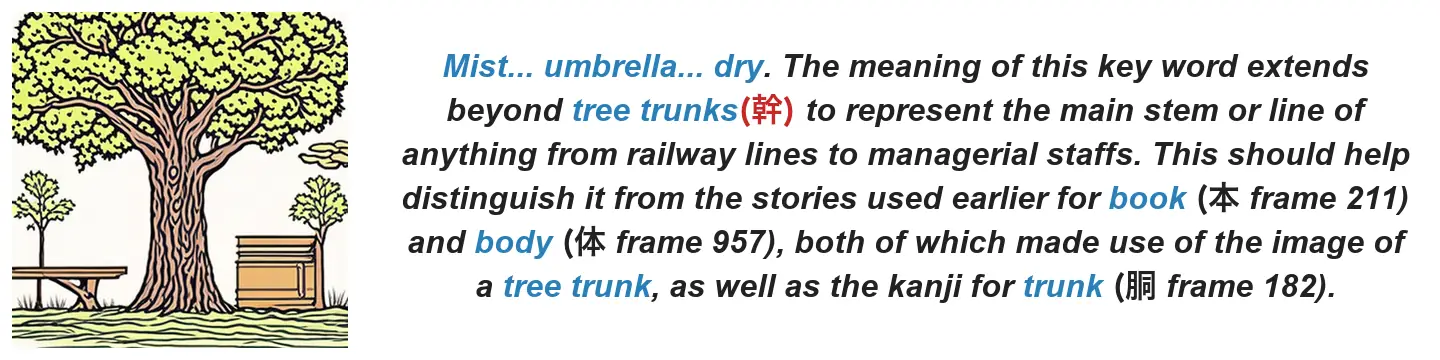 Mist... umbrella... dry. The meaning of this key word extends
beyond tree trunks(幹) to represent the main stem or line of
anything from railway lines to managerial staffs. This should help
distinguish it from the stories used earlier for book (本 frame 211)
and body (体 frame 957), both of which made use of the image of
a tree trunk, as well as the kanji for trunk (胴 frame 182).